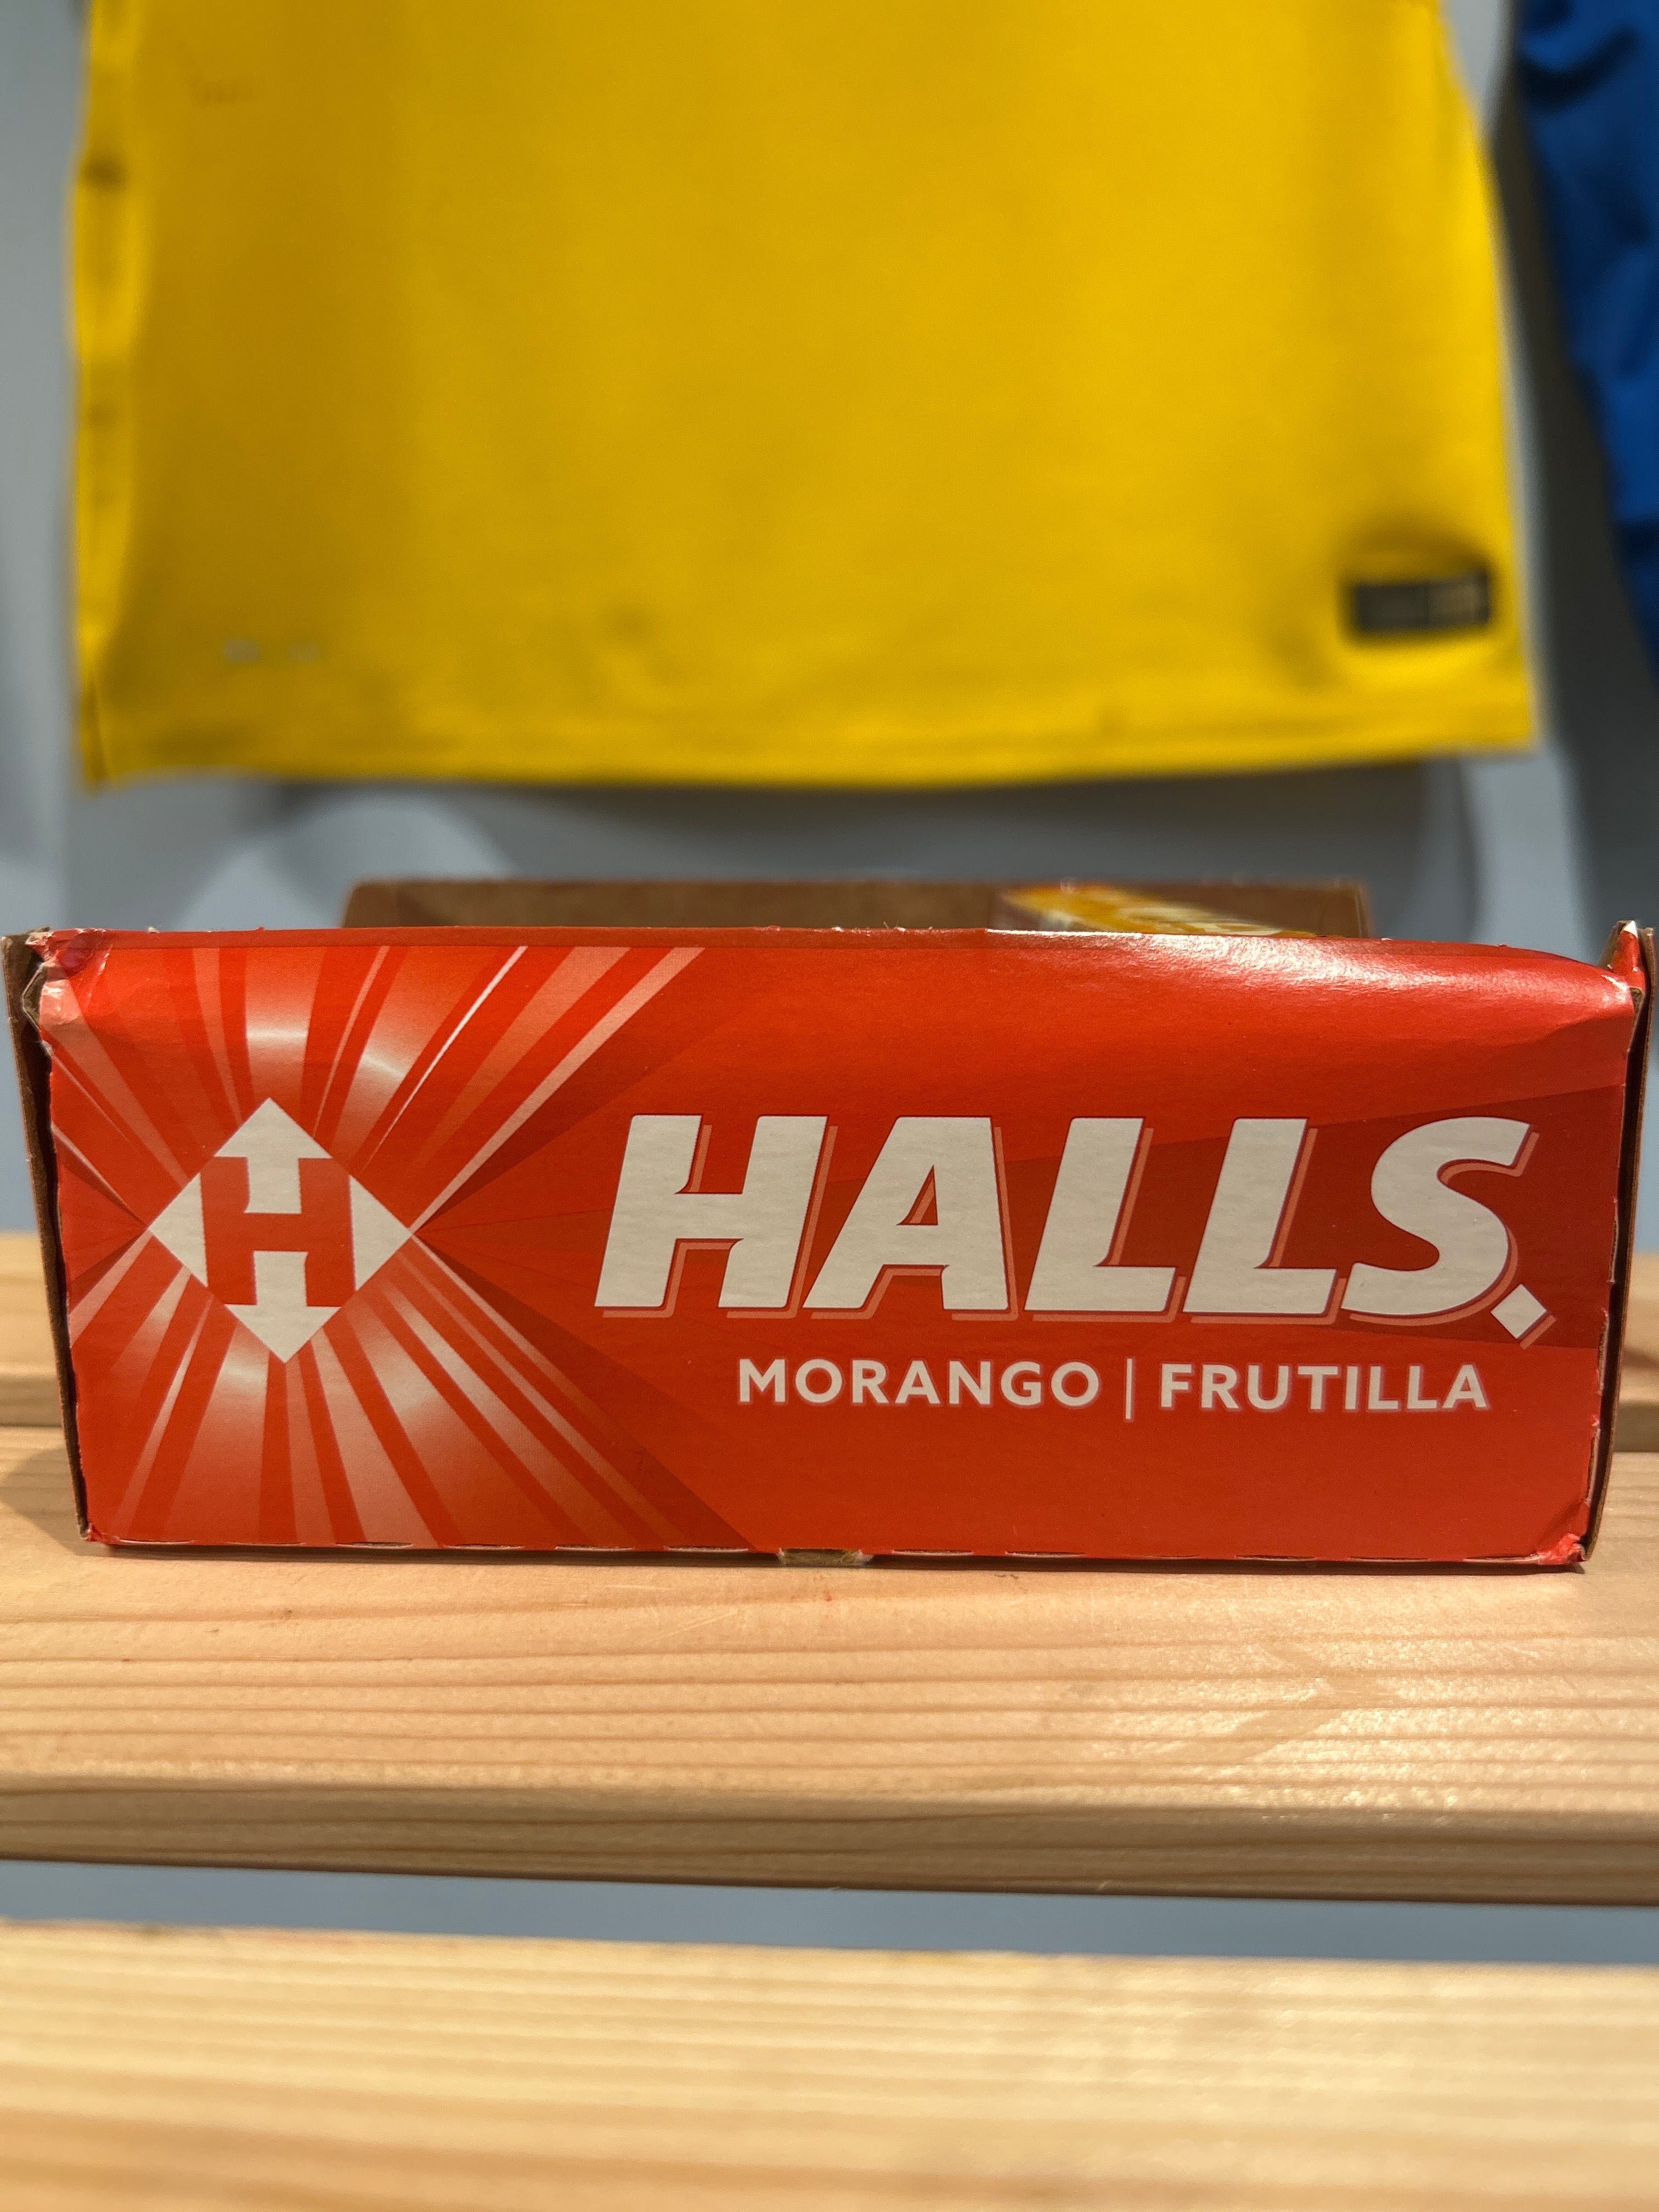 H
HALLS.
MORANGO | FRUTILLA